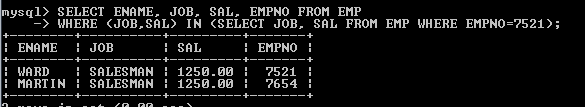 mysql> SELECT ENAME, JOB, SAL, EMPNO FROM EMP
    -> WHERE (JOB,SAL) IN (SELECT JOB, SAL FROM EMP WHERE EMPNO=7521);
+--------+----------+---------+-------+
| ENAME  | JOB      | SAL     | EMPNO |
+--------+----------+---------+-------+
| WARD   | SALESMAN | 1250.00 |  7521 |
| MARTIN | SALESMAN | 1250.00 |  7654 |
+--------+----------+---------+-------+
2 rows in set (0.00 sec)